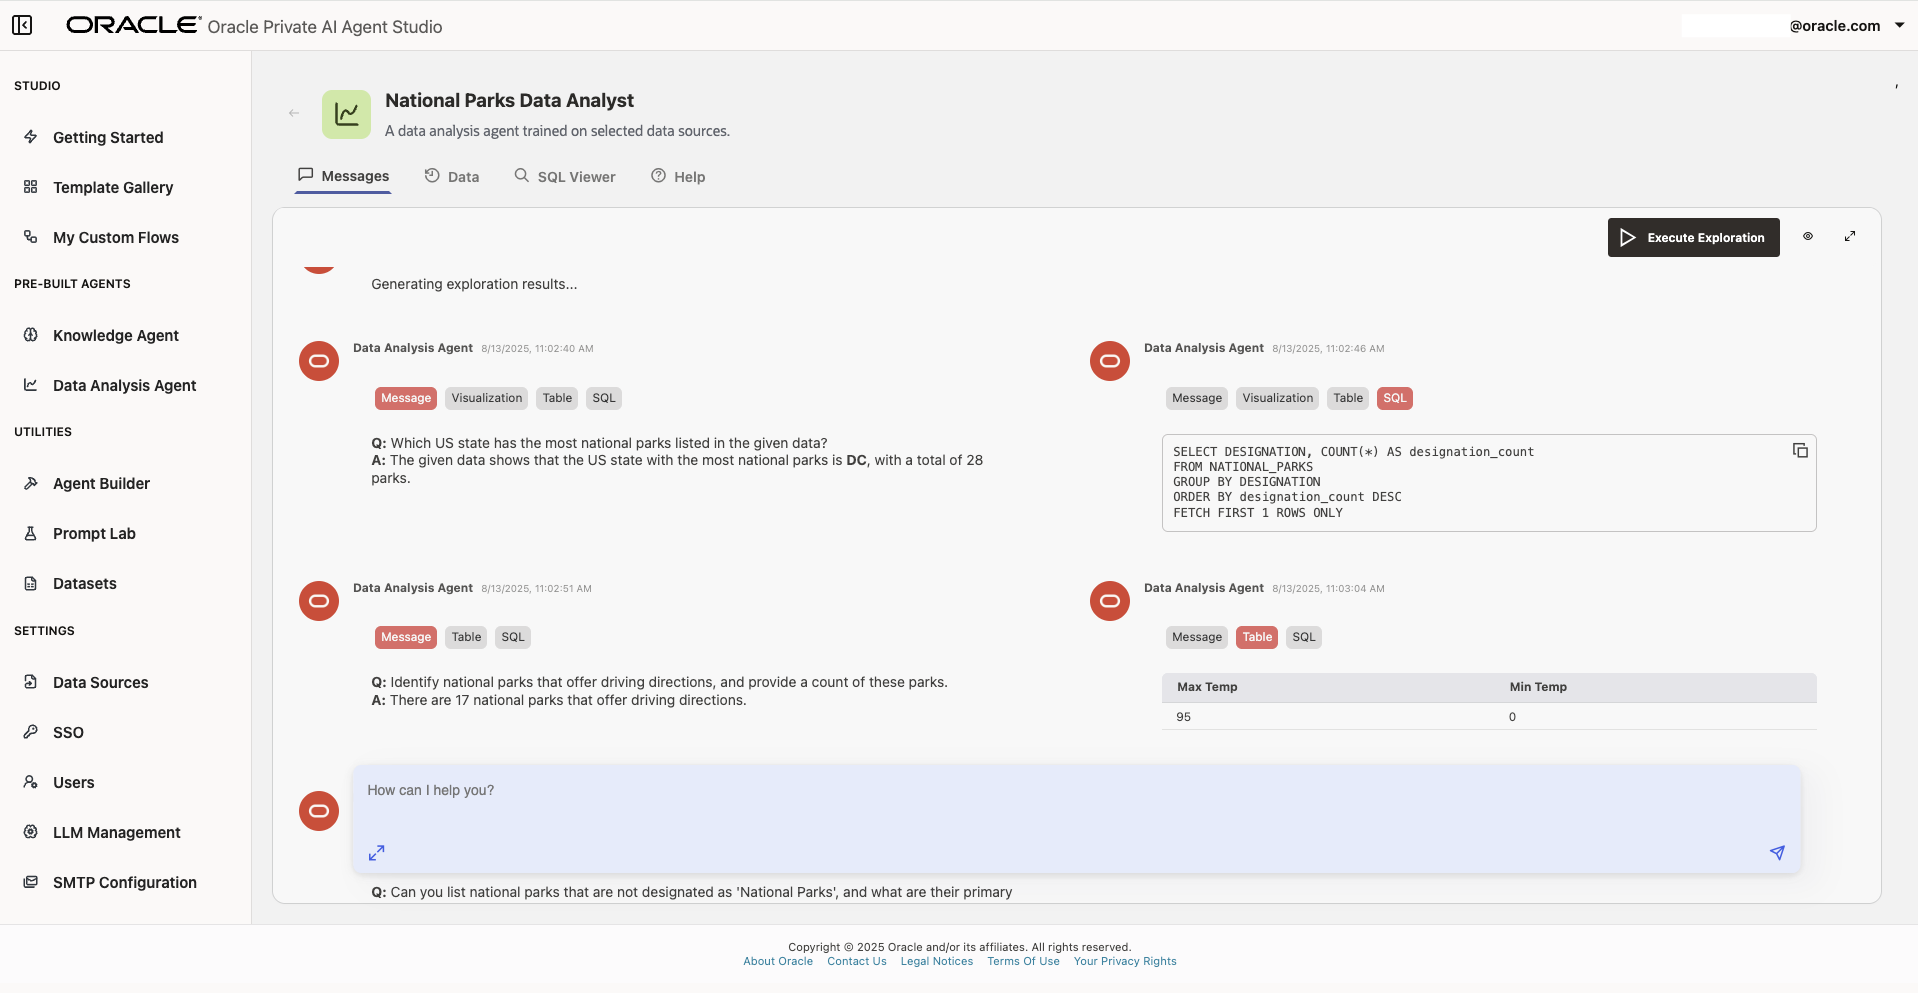 ORACLE Oracle Private AI Agent Studio
@oracle.com
STUDIO
Getting Started
Template Gallery
My Custom Flows
PRE-BUILT AGENTS
Knowledge Agent
Data Analysis Agent
UTILITIES
Agent Builder
Prompt Lab
Datasets
SETTINGS
Data Sources
SSO
Users
LLM Management
SMTP Configuration
National Parks Data Analyst
A data analysis agent trained on selected data sources.
Messages Data SQL Viewer Help
Execute Exploration
Generating exploration results...
Data Analysis Agent 8/13/2025, 11:02:40 AM
Message Visualization Table SQL
Q: Which US state has the most national parks listed in the given data?
A: The given data shows that the US state with the most national parks is DC, with a total of 28
parks.
Data Analysis Agent 8/13/2025, 11:02:46 AM
Message Visualization Table SQL
SELECT DESIGNATION, COUNT(*) AS designation_count
FROM NATIONAL_PARKS
GROUP BY DESIGNATION
ORDER BY designation_count DESC
FETCH FIRST 1 ROWS ONLY
Data Analysis Agent 8/13/2025, 11:02:51 AM
Message Table SQL
Q: Identify national parks that offer driving directions, and provide a count of these parks.
A: There are 17 national parks that offer driving directions.
Data Analysis Agent 8/13/2025, 11:03:04 AM
Message Table SQL
Max Temp Min Temp
95 0
How can I help you?
Q: Can you list national parks that are not designated as 'National Parks', and what are their primary
Copyright © 2025 Oracle and/or its affiliates. All rights reserved.
About Oracle Contact Us Legal Notices Terms Of Use Your Privacy Rights